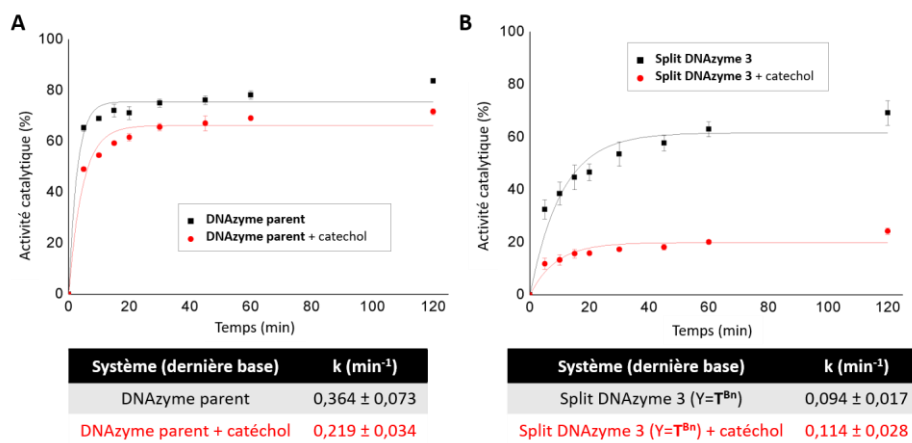 A
Activité catalytique (%)
100
80
60
40
20
0
DNAzyme parent
DNAzyme parent + catechol
0 20 40 60 80 100 120
Temps (min)
Système (dernière base) k (min⁻¹)
DNAzyme parent 0,364 ± 0,073
DNAzyme parent + catéchol 0,219 ± 0,034
B
Activité catalytique (%)
100
80
60
40
20
0
Split DNAzyme 3
Split DNAzyme 3 + catechol
0 20 40 60 80 100 120
Temps (min)
Système (dernière base) k (min⁻¹)
Split DNAzyme 3 (Y=Tᴮⁿ) 0,094 ± 0,017
Split DNAzyme 3 (Y=Tᴮⁿ) + catéchol 0,114 ± 0,028